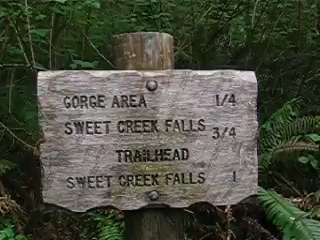 GORGE AREA 1/4
SWEET CREEK FALLS 3/4
TRAILHEAD
SWEET CREEK FALLS 1